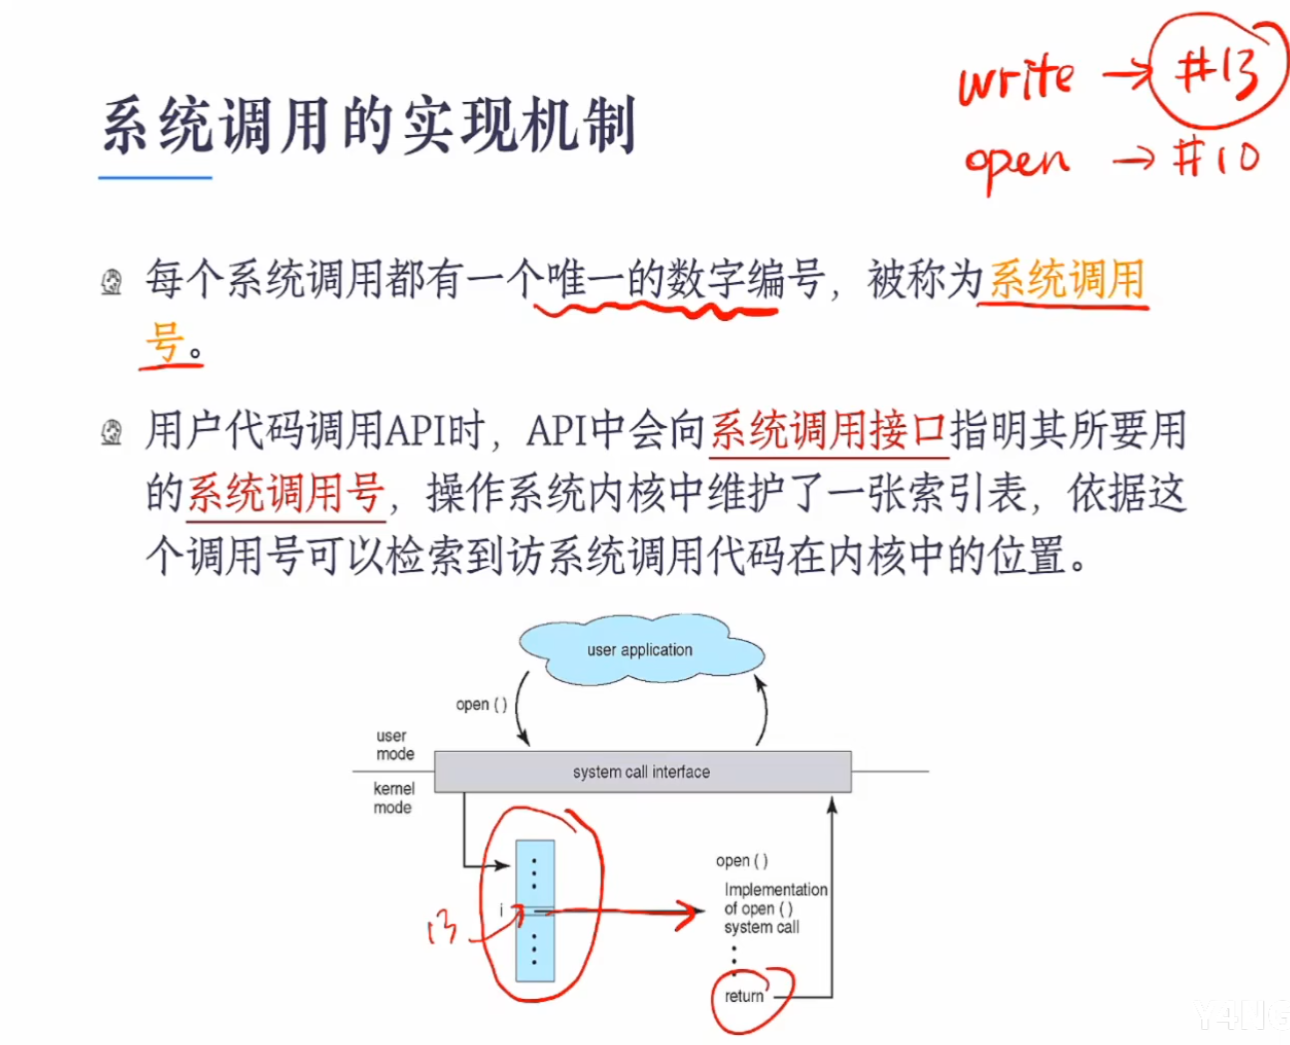 write → #13
open → #10
系统调用的实现机制
每个系统调用都有一个唯一的数字编号，被称为系统调用
号。
用户代码调用API时，API中会向系统调用接口指明其所要用
的系统调用号，操作系统内核中维护了一张索引表，依据这
个调用号可以检索到访系统调用代码在内核中的位置。
user application
open ( )
user
mode
system call interface
kernel
mode
i
13
open ( )
Implementation
of open ( )
system call
return
Y4NG